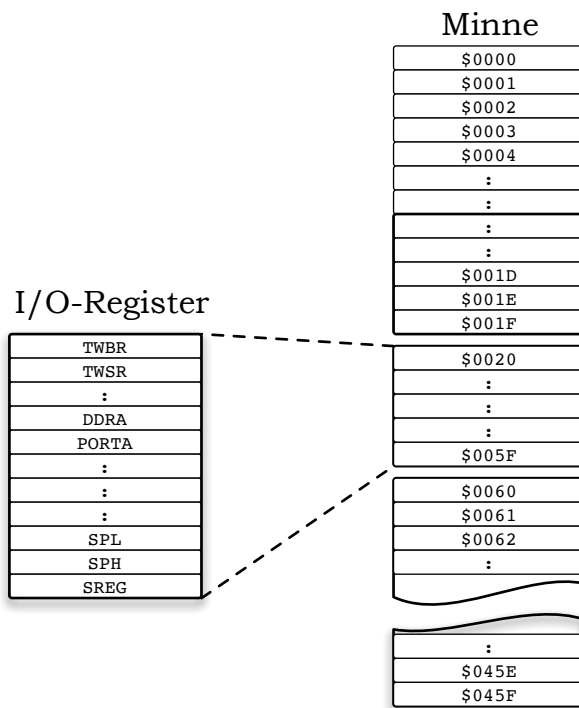 Minne
$0000
$0001
$0002
$0003
$0004
:
:
:
:
$001D
$001E
$001F
I/O-Register
TWBR
TWSR
:
DDRA
PORTA
:
:
:
SPL
SPH
SREG
$0020
:
:
:
$005F
$0060
$0061
$0062
:
:
$045E
$045F